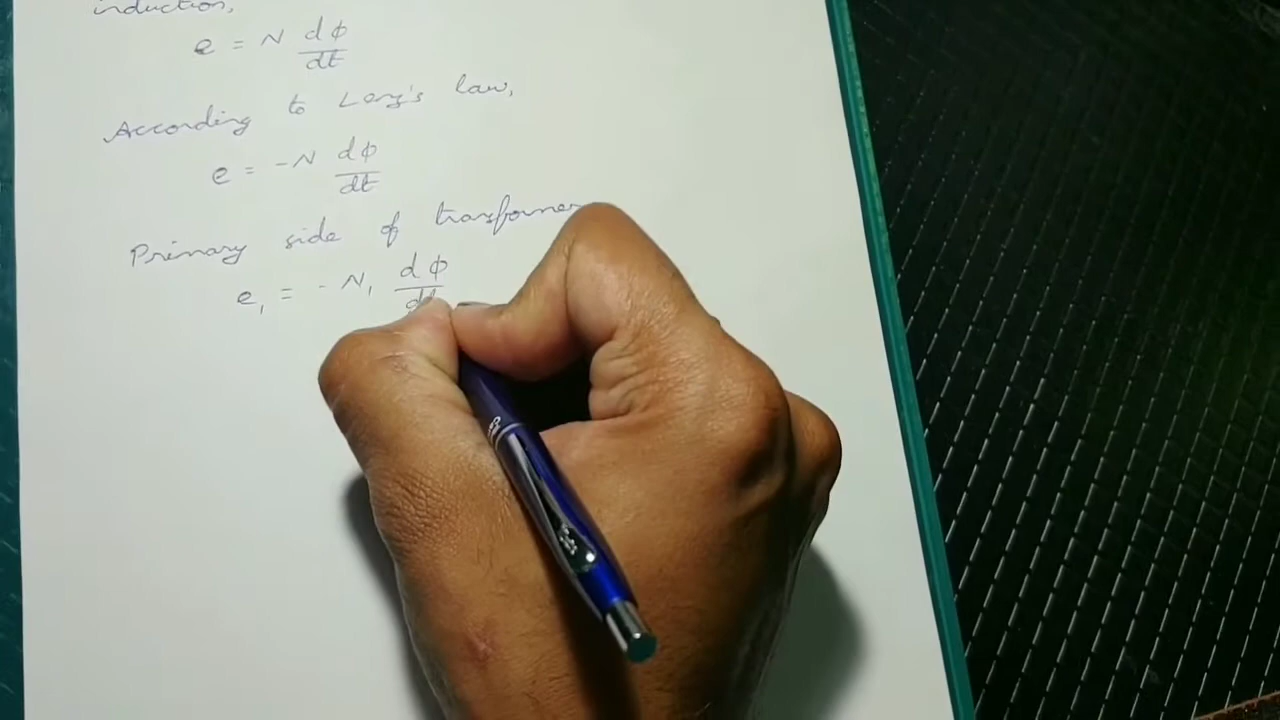 induction,
e = N dφ/dt
According to Lenz's law,
e = -N dφ/dt
Primary side of transformer
e₁ = - N₁ dφ/dt